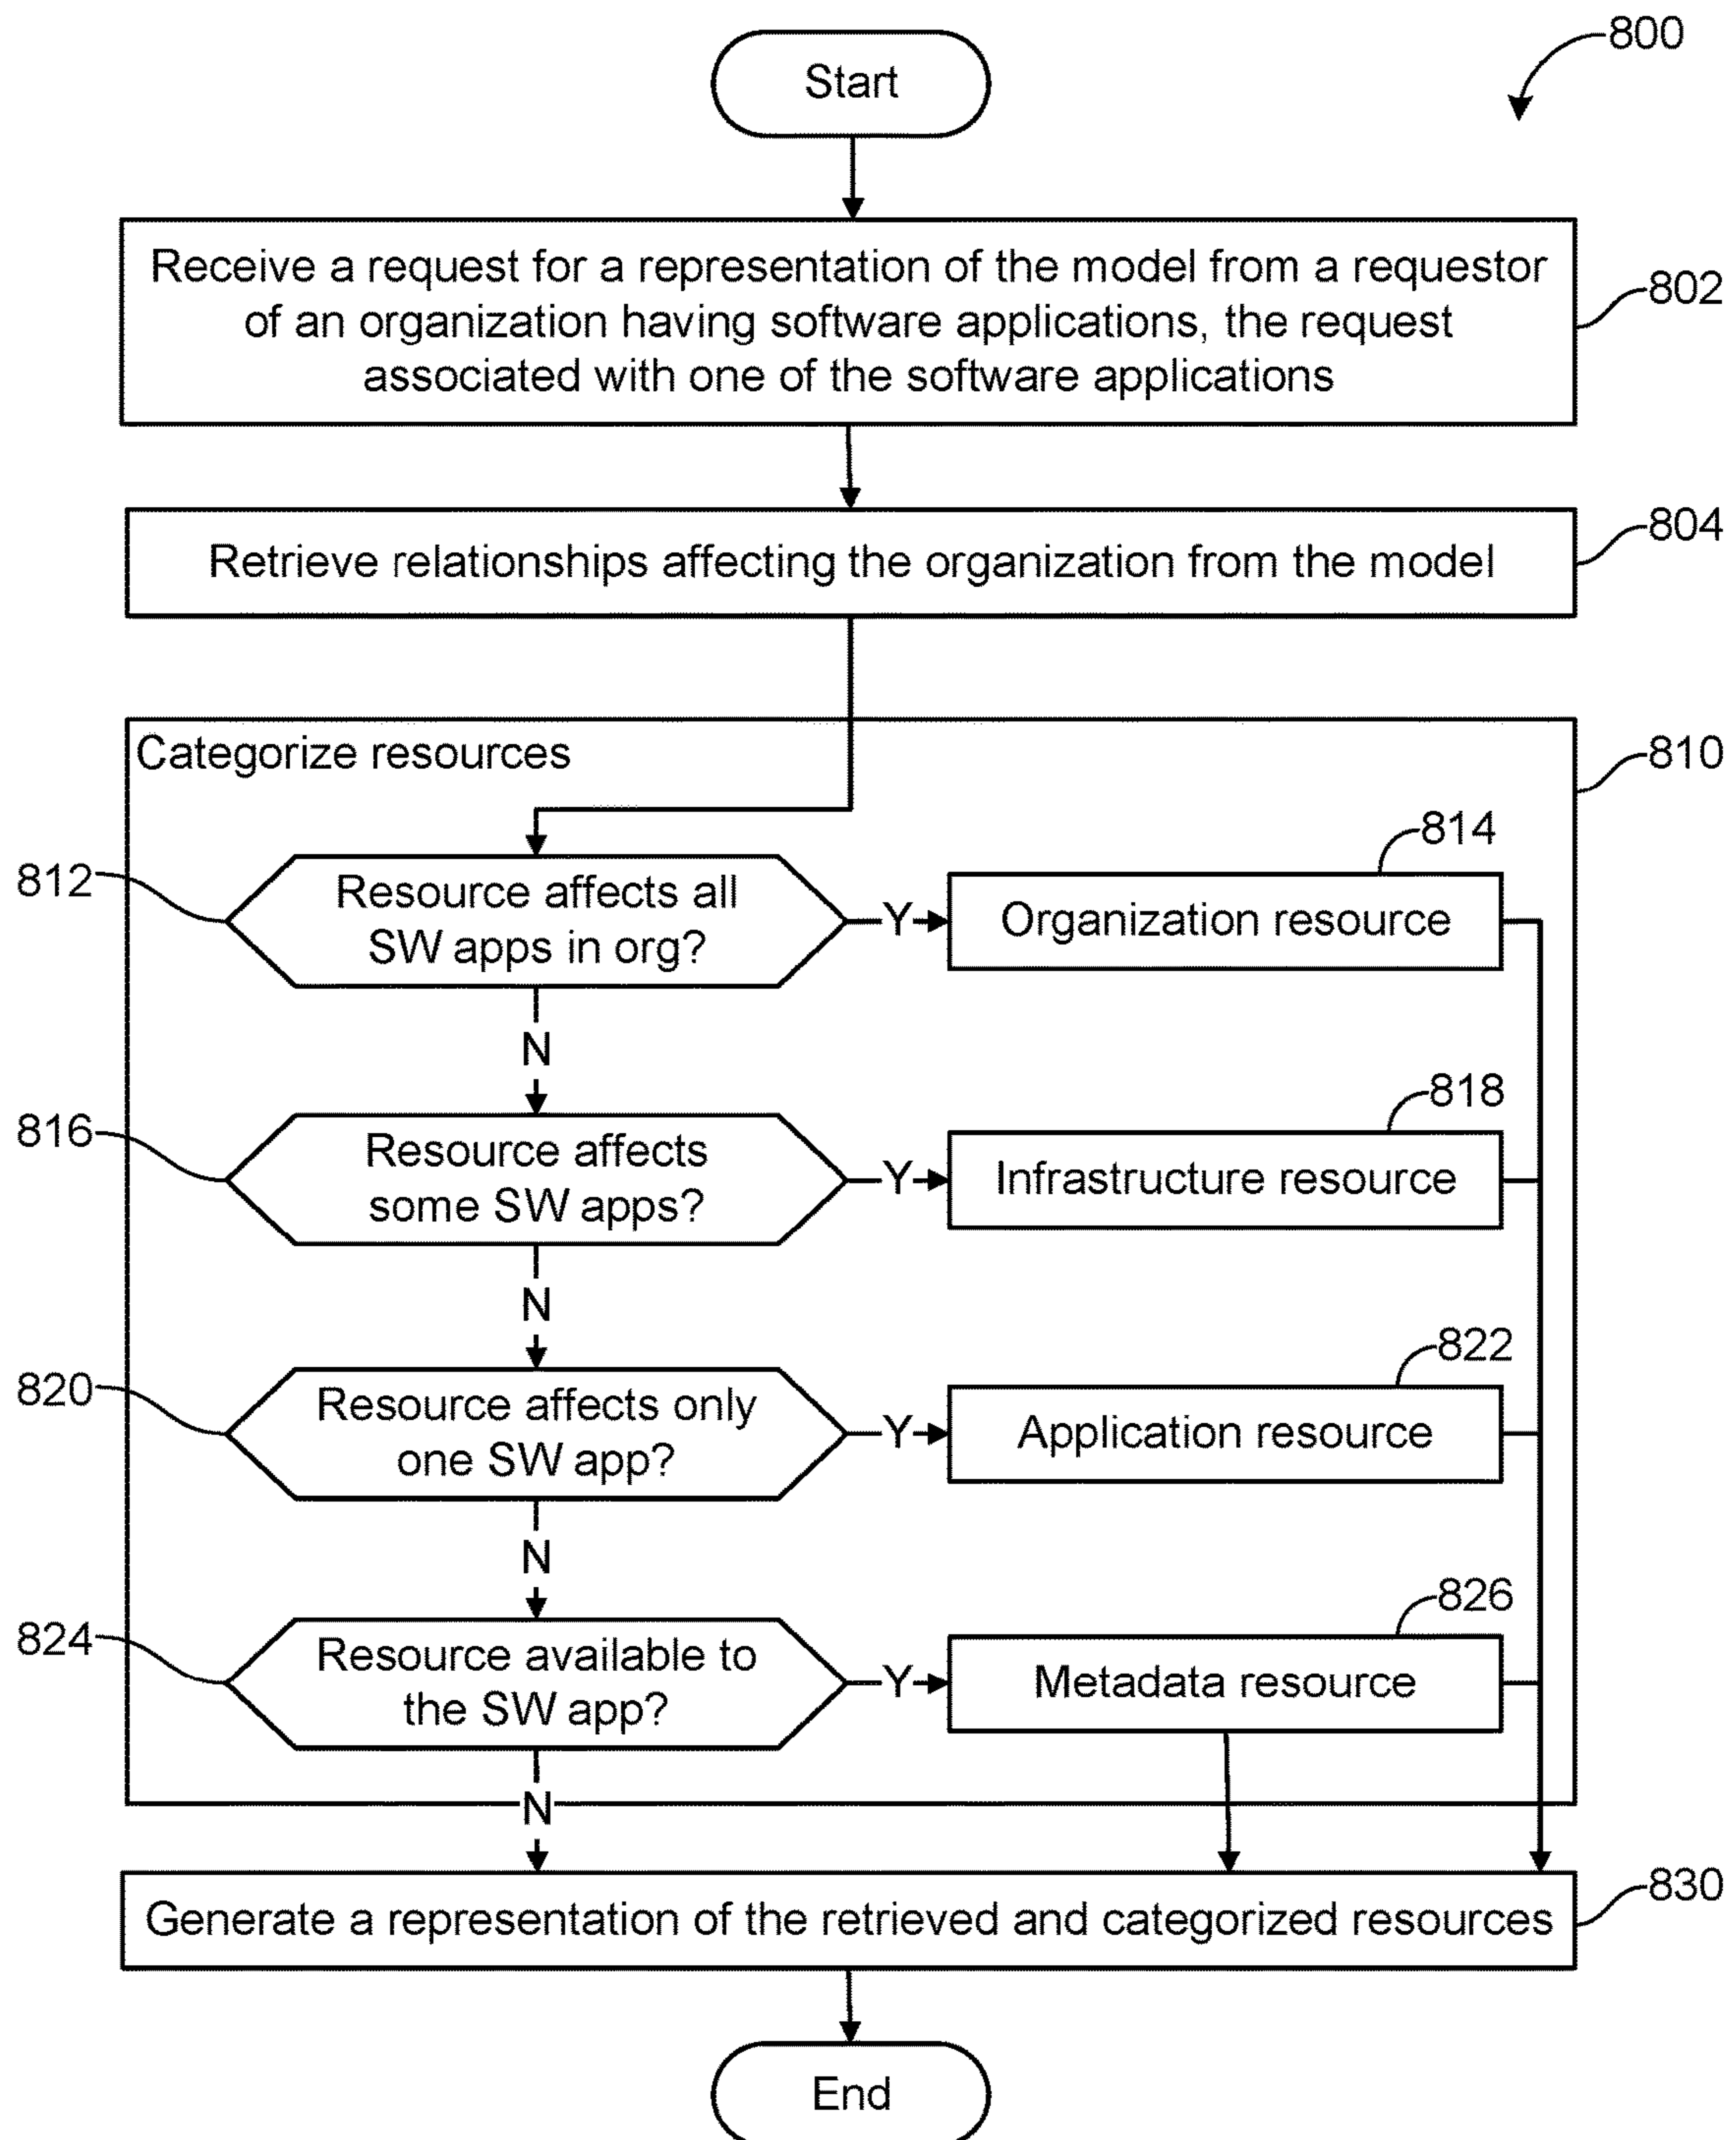 Start
800
Receive a request for a representation of the model from a requestor
of an organization having software applications, the request
associated with one of the software applications
802
Retrieve relationships affecting the organization from the model
804
Categorize resources
810
812
Resource affects all
SW apps in org?
Y
Organization resource
814
N
816
Resource affects
some SW apps?
Y
Infrastructure resource
818
N
820
Resource affects only
one SW app?
Y
Application resource
822
N
824
Resource available to
the SW app?
Y
Metadata resource
826
N
Generate a representation of the retrieved and categorized resources
830
End